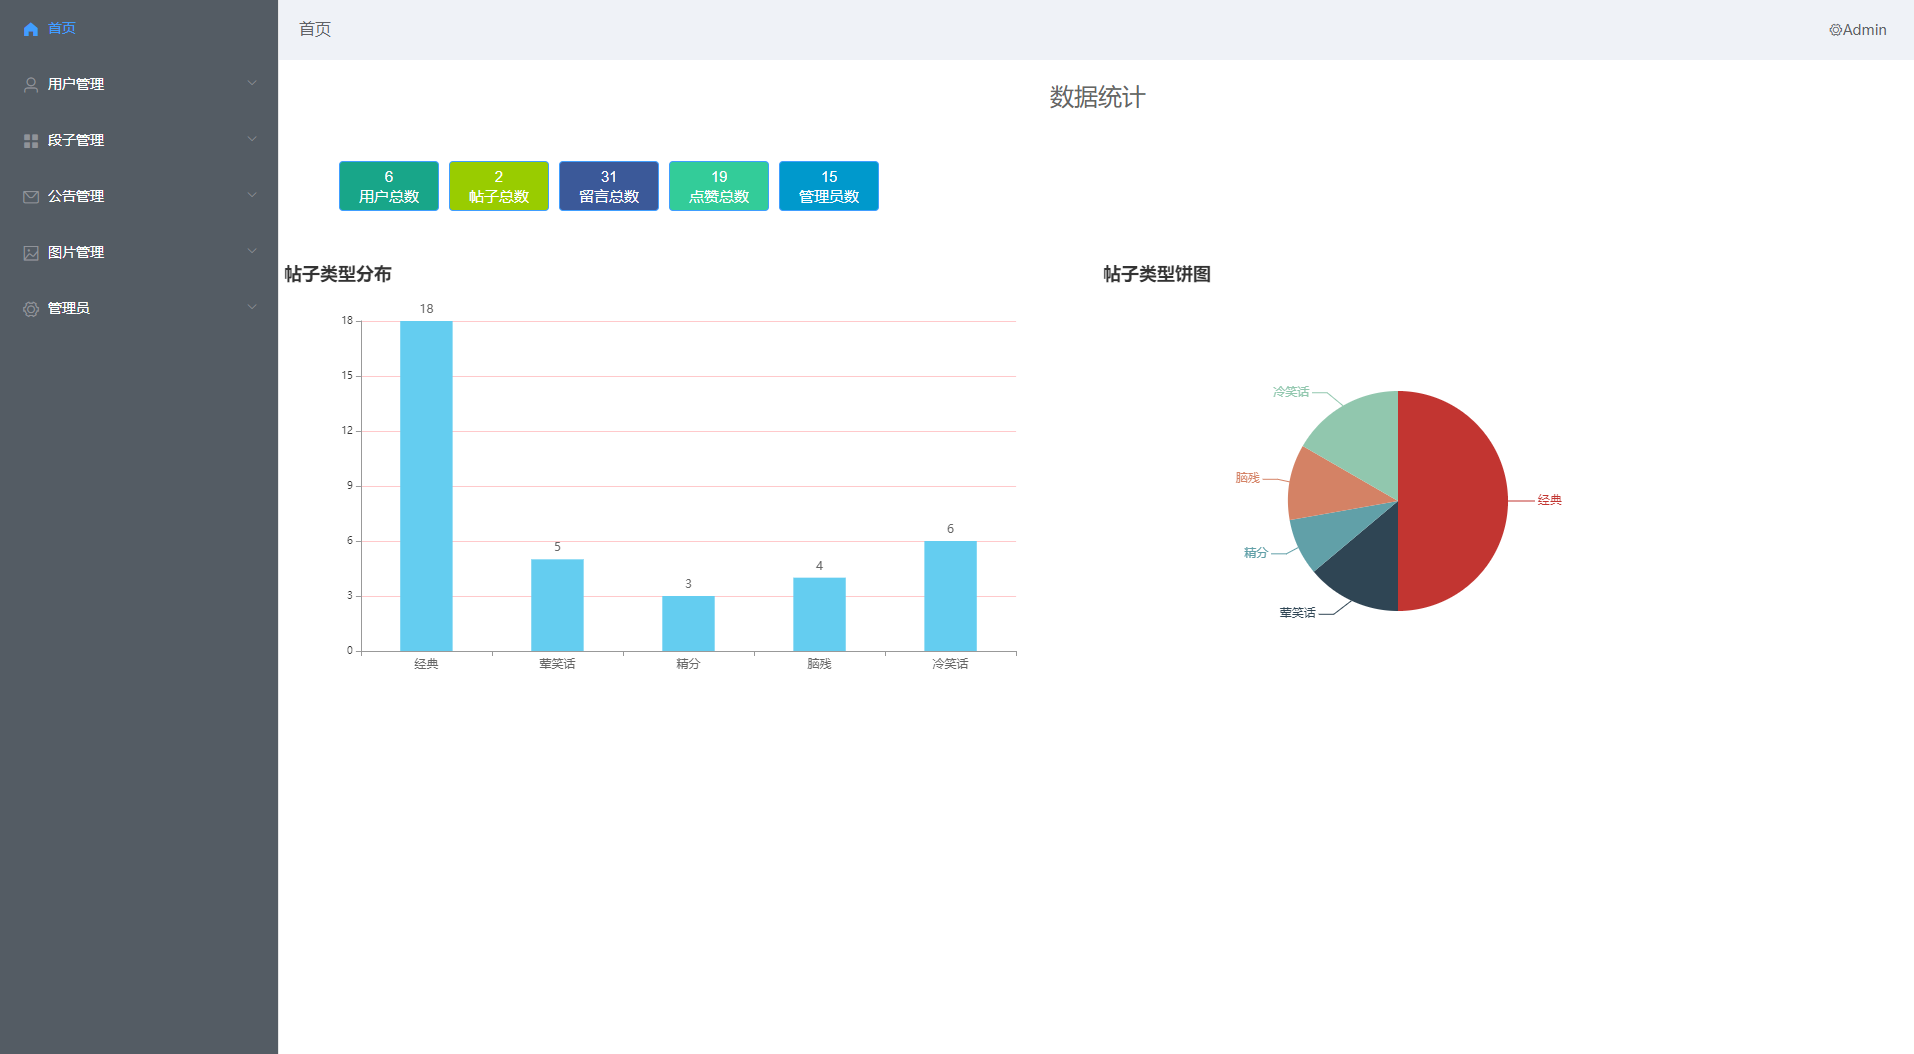 首页
用户管理
段子管理
公告管理
图片管理
管理员
首页
Admin
数据统计
6
用户总数
2
帖子总数
31
留言总数
19
点赞总数
15
管理员数
帖子类型分布
18
18
15
12
9
6
3
0
5
3
4
6
经典
荤笑话
精分
脑残
冷笑话
帖子类型饼图
冷笑话
脑残
经典
精分
荤笑话